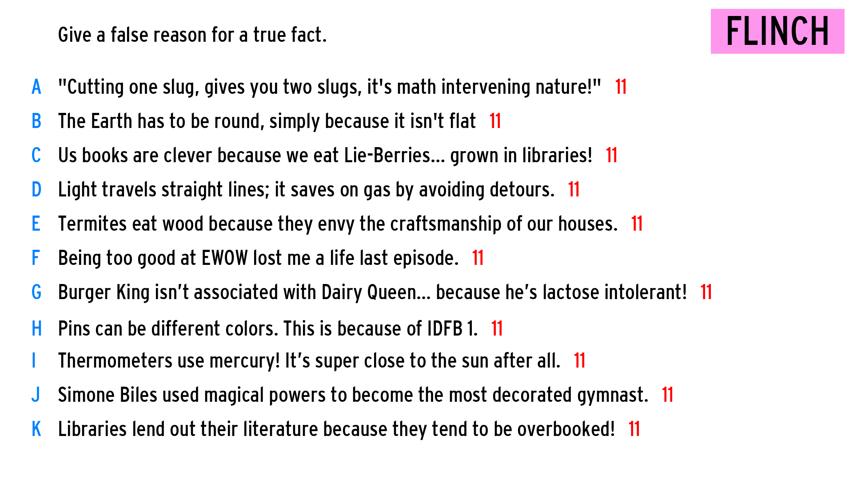 Give a false reason for a true fact.
FLINCH
A "Cutting one slug, gives you two slugs, it's math intervening nature!" 11
B The Earth has to be round, simply because it isn't flat 11
C Us books are clever because we eat Lie-Berries... grown in libraries! 11
D Light travels straight lines; it saves on gas by avoiding detours. 11
E Termites eat wood because they envy the craftsmanship of our houses. 11
F Being too good at EWOW lost me a life last episode. 11
G Burger King isn’t associated with Dairy Queen... because he’s lactose intolerant! 11
H Pins can be different colors. This is because of IDFB 1. 11
I Thermometers use mercury! It’s super close to the sun after all. 11
J Simone Biles used magical powers to become the most decorated gymnast. 11
K Libraries lend out their literature because they tend to be overbooked! 11